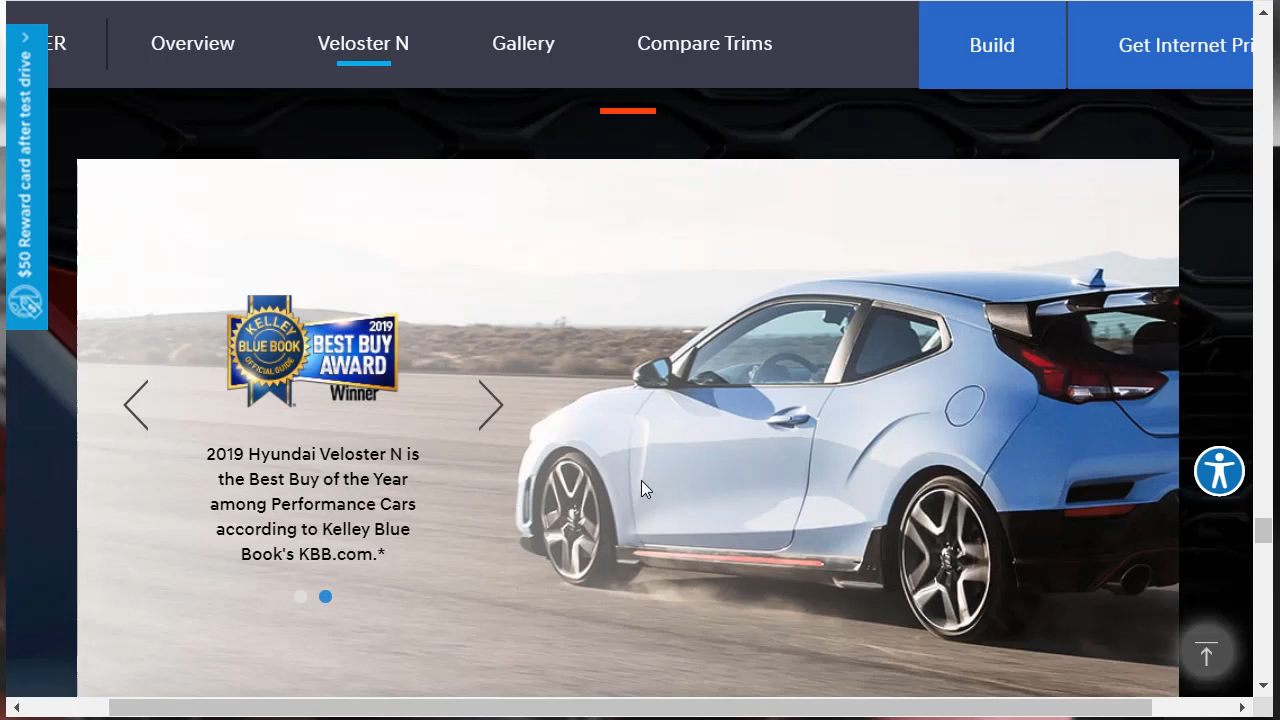 ER
Overview
Veloster N
Gallery
Compare Trims
Build
Get Internet Pri
$50 Reward card after test drive
KELLEY
BLUE BOOK
OFFICIAL GUIDE
2019
BEST BUY
AWARD
Winner
2019 Hyundai Veloster N is
the Best Buy of the Year
among Performance Cars
according to Kelley Blue
Book's KBB.com.*